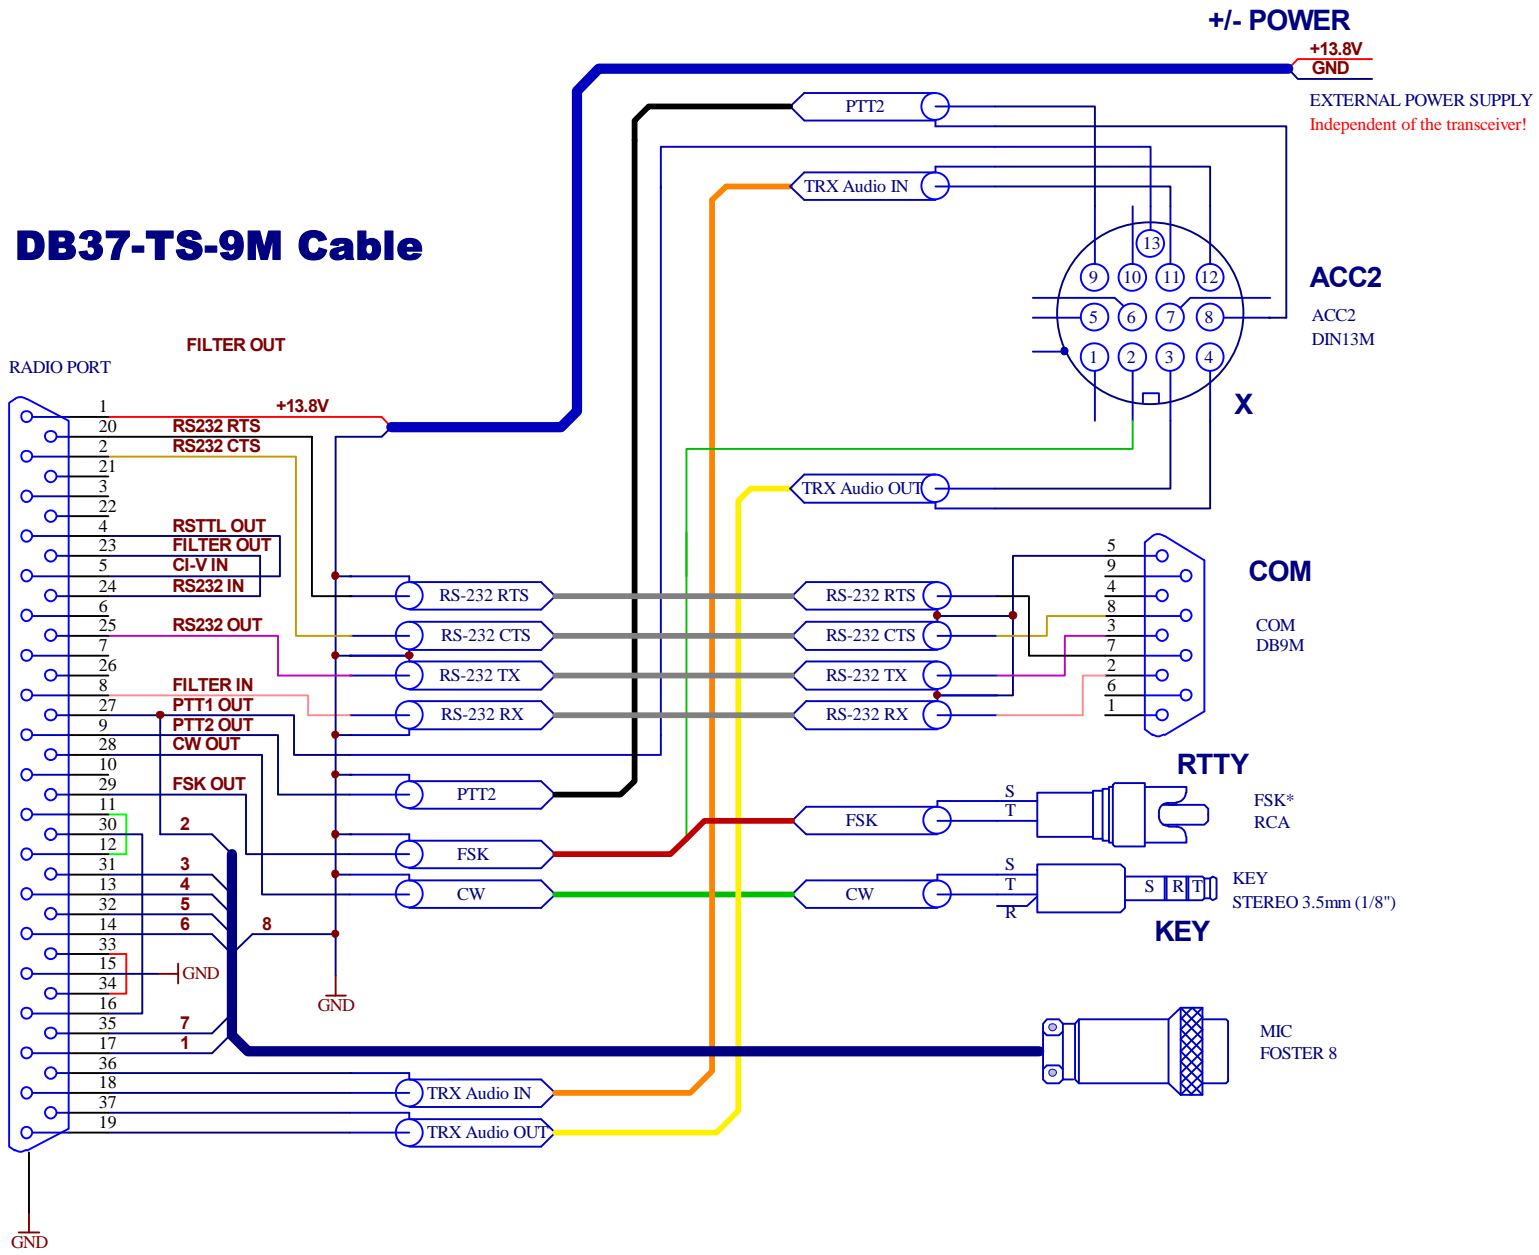 +/- POWER
+13.8V
GND
EXTERNAL POWER SUPPLY
Independent of the transceiver!
PTT2
TRX Audio IN
DB37-TS-9M Cable
13
9
10
11
12
5
6
7
8
1
2
3
4
ACC2
ACC2
DIN13M
X
FILTER OUT
RADIO PORT
1
+13.8V
20
RS232 RTS
2
RS232 CTS
21
3
22
4
RSTTL OUT
23
FILTER OUT
5
CI-V IN
24
RS232 IN
6
25
RS232 OUT
7
26
8
FILTER IN
27
PTT1 OUT
9
PTT2 OUT
28
CW OUT
10
29
FSK OUT
11
30
2
12
31
3
13
4
32
5
14
6
8
33
15
GND
34
16
35
7
17
1
36
18
37
19
GND
GND
TRX Audio OUT
RS-232 RTS
RS-232 CTS
RS-232 TX
RS-232 RX
PTT2
FSK
CW
TRX Audio IN
TRX Audio OUT
RS-232 RTS
RS-232 CTS
RS-232 TX
RS-232 RX
FSK
CW
5
9
4
8
3
7
2
6
1
COM
COM
DB9M
RTTY
S
T
FSK*
RCA
S
T
R
S R T
KEY
STEREO 3.5mm (1/8")
KEY
MIC
FOSTER 8